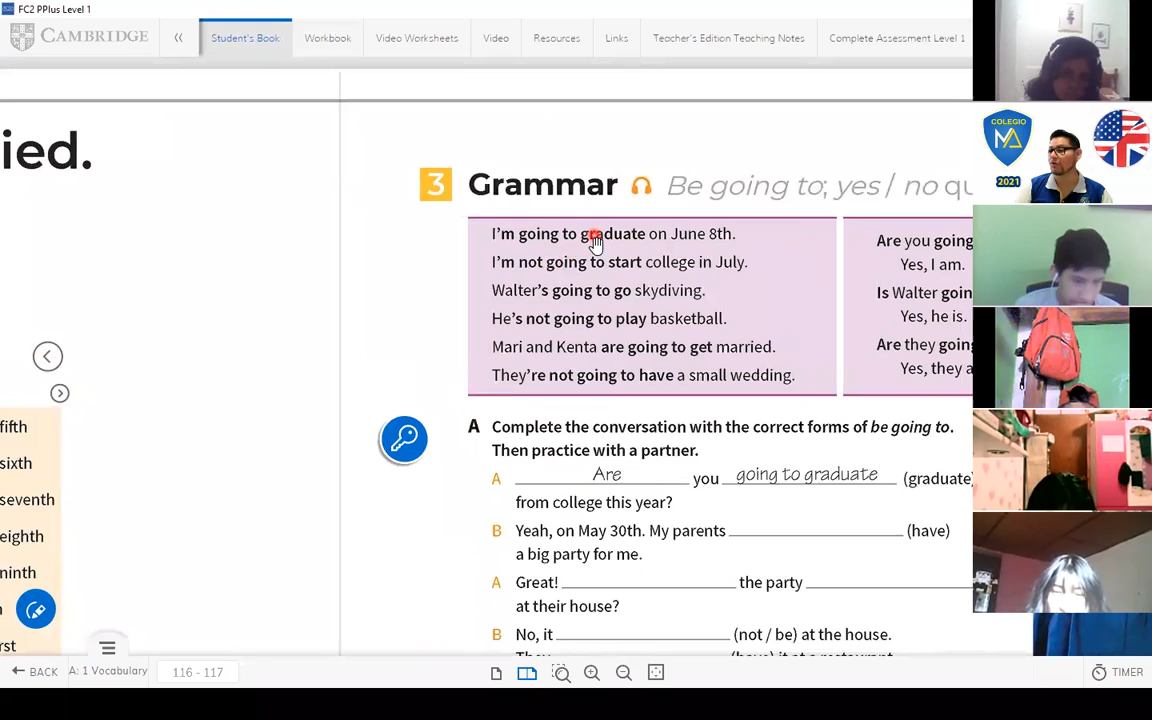 FC2 PPlus Level 1
CAMBRIDGE
Student's Book
Workbook
Video Worksheets
Video
Resources
Links
Teacher's Edition Teaching Notes
Complete Assessment Level 1
ied.
3 Grammar Be going to; yes / no qu
I'm going to graduate on June 8th.
I'm not going to start college in July.
Walter's going to go skydiving.
He's not going to play basketball.
Mari and Kenta are going to get married.
They're not going to have a small wedding.
Are you going
Yes, I am.
Is Walter goin
Yes, he is.
Are they going
Yes, they a
A Complete the conversation with the correct forms of be going to.
Then practice with a partner.
A Are you going to graduate (graduate)
from college this year?
B Yeah, on May 30th. My parents (have)
a big party for me.
A Great! the party
at their house?
B No, it (not / be) at the house.
fifth
sixth
seventh
eighth
ninth
rst
COLEGIO
MA
2021
BACK
A: 1 Vocabulary
116 - 117
TIMER